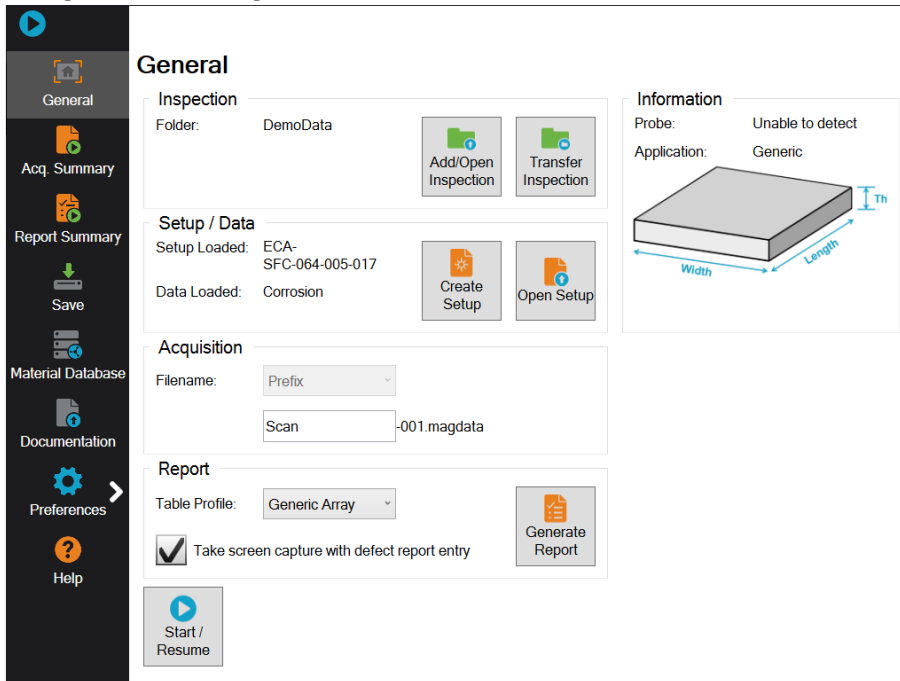 General
Acq. Summary
Report Summary
Save
Material Database
Documentation
Preferences
Help
General
Inspection
Folder: DemoData
Add/Open
Inspection
Transfer
Inspection
Setup / Data
Setup Loaded: ECA-
SFC-064-005-017
Data Loaded: Corrosion
Create
Setup
Open Setup
Acquisition
Filename: Prefix
Scan -001.magdata
Report
Table Profile: Generic Array
Take screen capture with defect report entry
Generate
Report
Start /
Resume
Information
Probe: Unable to detect
Application: Generic
Th
Width
Length